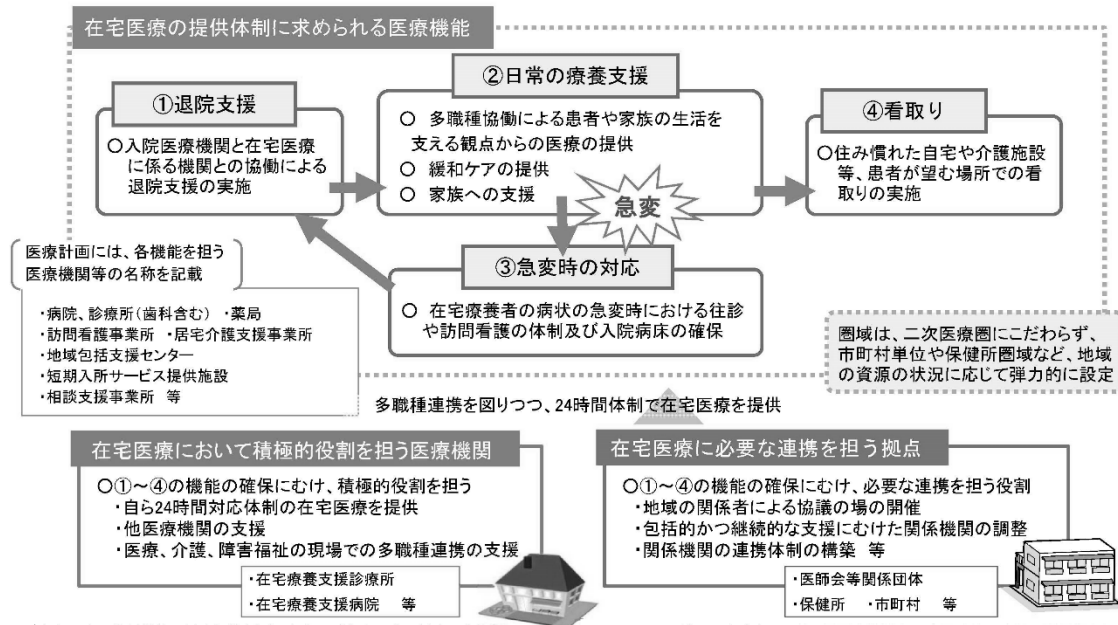 在宅医療の提供体制に求められる医療機能
①退院支援
○入院医療機関と在宅医療
に係る機関との協働による
退院支援の実施
②日常の療養支援
○ 多職種協働による患者や家族の生活を
支える観点からの医療の提供
○ 緩和ケアの提供
○ 家族への支援
急変
④看取り
○住み慣れた自宅や介護施設
等、患者が望む場所での看
取りの実施
③急変時の対応
○ 在宅療養者の病状の急変時における往診
や訪問看護の体制及び入院病床の確保
医療計画には、各機能を担う
医療機関等の名称を記載
・病院、診療所(歯科含む) ・薬局
・訪問看護事業所 ・居宅介護支援事業所
・地域包括支援センター
・短期入所サービス提供施設
・相談支援事業所 等
圏域は、二次医療圏にこだわらず、
市町村単位や保健所圏域など、地域
の資源の状況に応じて弾力的に設定
多職種連携を図りつつ、24時間体制で在宅医療を提供
在宅医療において積極的役割を担う医療機関
○①～④の機能の確保にむけ、積極的役割を担う
・自ら24時間対応体制の在宅医療を提供
・他医療機関の支援
・医療、介護、障害福祉の現場での多職種連携の支援
・在宅療養支援診療所
・在宅療養支援病院 等
在宅医療に必要な連携を担う拠点
○①～④の機能の確保にむけ、必要な連携を担う役割
・地域の関係者による協議の場の開催
・包括的かつ継続的な支援にむけた関係機関の調整
・関係機関の連携体制の構築 等
・医師会等関係団体
・保健所 ・市町村 等